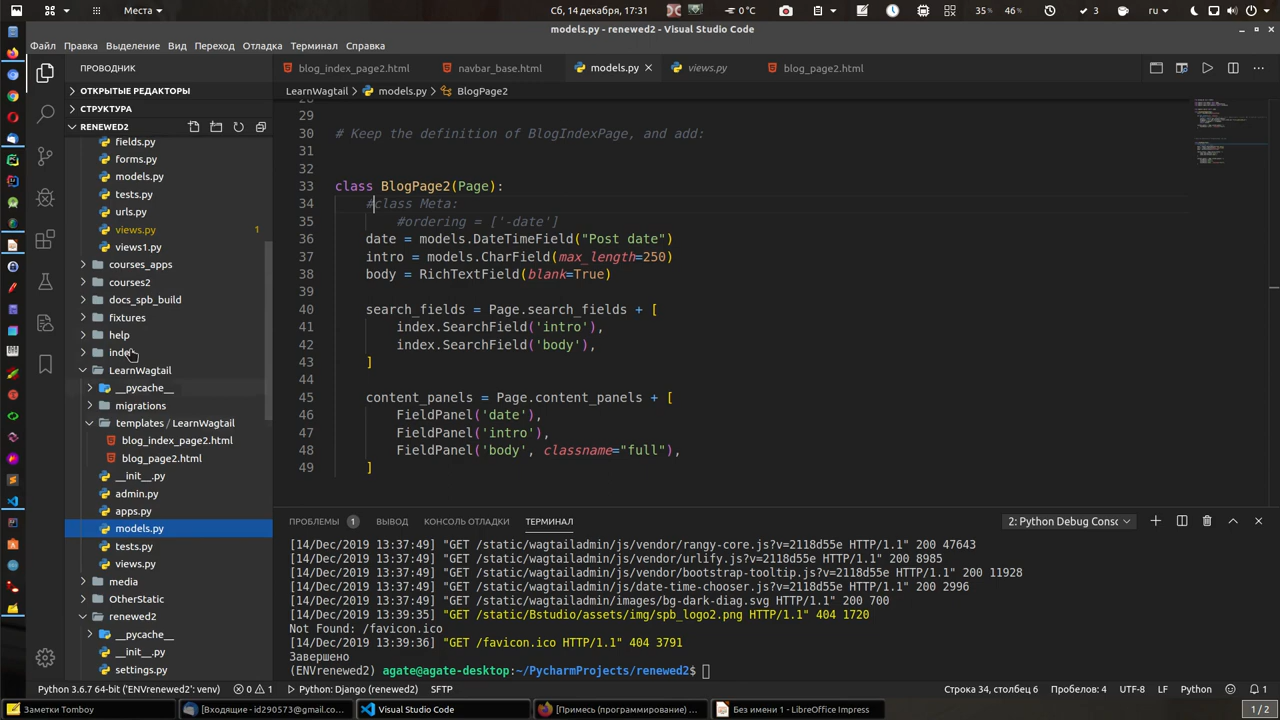 Места
Сб, 14 декабря, 17:31
0°C
35%
46%
3
ru
models.py - renewed2 - Visual Studio Code
Файл Правка Выделение Вид Переход Отладка Терминал Справка
ПРОВОДНИК
blog_index_page2.html
navbar_base.html
models.py
views.py
blog_page2.html
ОТКРЫТЫЕ РЕДАКТОРЫ
СТРУКТУРА
RENEWED2
fields.py
forms.py
models.py
tests.py
urls.py
views.py 1
views1.py
courses_apps
courses2
docs_spb_build
fixtures
help
LearnWagtail
__pycache__
migrations
templates / LearnWagtail
blog_index_page2.html
blog_page2.html
__init__.py
admin.py
apps.py
models.py
tests.py
views.py
media
OtherStatic
renewed2
__pycache__
__init__.py
settings.py
LearnWagtail > models.py > BlogPage2
29
30 # Keep the definition of BlogIndexPage, and add:
31
32
33 class BlogPage2(Page):
34 #class Meta:
35 #ordering = ['-date']
36 date = models.DateTimeField("Post date")
37 intro = models.CharField(max_length=250)
38 body = RichTextField(blank=True)
39
40 search_fields = Page.search_fields + [
41 index.SearchField('intro'),
42 index.SearchField('body'),
43 ]
44
45 content_panels = Page.content_panels + [
46 FieldPanel('date'),
47 FieldPanel('intro'),
48 FieldPanel('body', classname="full"),
49 ]
ПРОБЛЕМЫ 1 ВЫВОД КОНСОЛЬ ОТЛАДКИ ТЕРМИНАЛ
2: Python Debug Consc
[14/Dec/2019 13:37:49] "GET /static/wagtailadmin/js/vendor/rangy-core.js?v=2118d55e HTTP/1.1" 200 47643
[14/Dec/2019 13:37:49] "GET /static/wagtailadmin/js/vendor/urlify.js?v=2118d55e HTTP/1.1" 200 8985
[14/Dec/2019 13:37:49] "GET /static/wagtailadmin/js/vendor/bootstrap-tooltip.js?v=2118d55e HTTP/1.1" 200 11928
[14/Dec/2019 13:37:49] "GET /static/wagtailadmin/js/date-time-chooser.js?v=2118d55e HTTP/1.1" 200 2996
[14/Dec/2019 13:37:49] "GET /static/wagtailadmin/images/bg-dark-diag.svg HTTP/1.1" 200 700
[14/Dec/2019 13:39:35] "GET /static/Bstudio/assets/img/spb_logo2.png HTTP/1.1" 404 1720
Not Found: /favicon.ico
[14/Dec/2019 13:39:36] "GET /favicon.ico HTTP/1.1" 404 3791
Завершено
(ENVrenewed2) agate@agate-desktop:~/PycharmProjects/renewed2$
Python 3.6.7 64-bit ('ENVrenewed2': venv) 0 1 Python: Django (renewed2) SFTP
Строка 34, столбец 6 Пробелов: 4 UTF-8 LF Python 1
Заметки Tomboy
[Входящие - id290573@gmail.co...
Visual Studio Code
[Примесь (программирование) ...
Без имени 1 - LibreOffice Impress
1 / 2